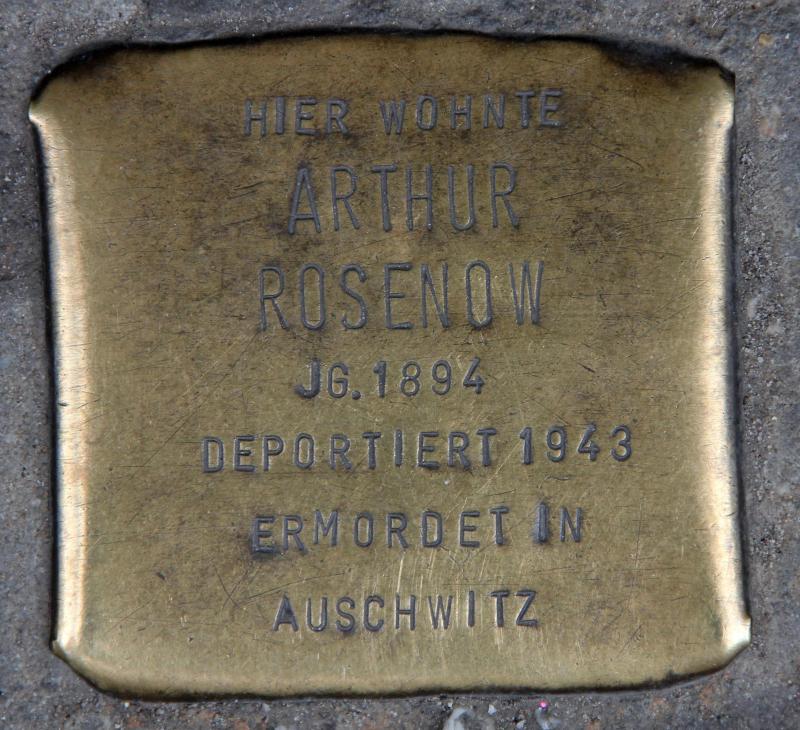 HIER WOHNTE
ARTHUR
ROSENOW
JG. 1894
DEPORTIERT 1943
ERMORDET IN
AUSCHWITZ